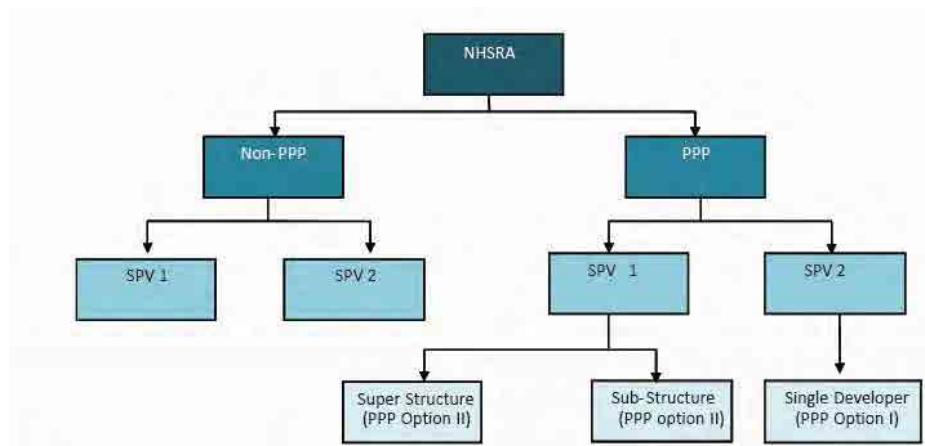 NHSRA
Non-PPP
PPP
SPV 1
SPV 2
SPV 1
SPV 2
Super Structure
(PPP Option II)
Sub-Structure
(PPP option II)
Single Developer
(PPP Option I)